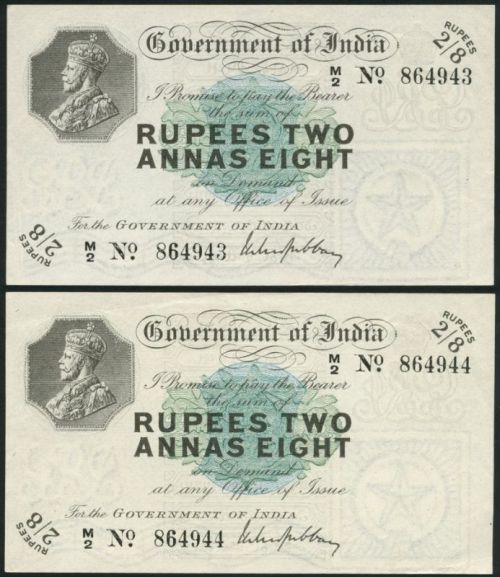 Government of India
RUPEES 2/8
M/2 Nº 864943
I Promise to pay the Bearer
the sum of
RUPEES TWO
ANNAS EIGHT
on Demand
at any Office of Issue
For the GOVERNMENT OF INDIA
RUPEES 2/8
M/2 Nº 864943
Government of India
RUPEES 2/8
M/2 Nº 864944
I Promise to pay the Bearer
the sum of
RUPEES TWO
ANNAS EIGHT
on Demand
at any Office of Issue
For the GOVERNMENT OF INDIA
RUPEES 2/8
M/2 Nº 864944